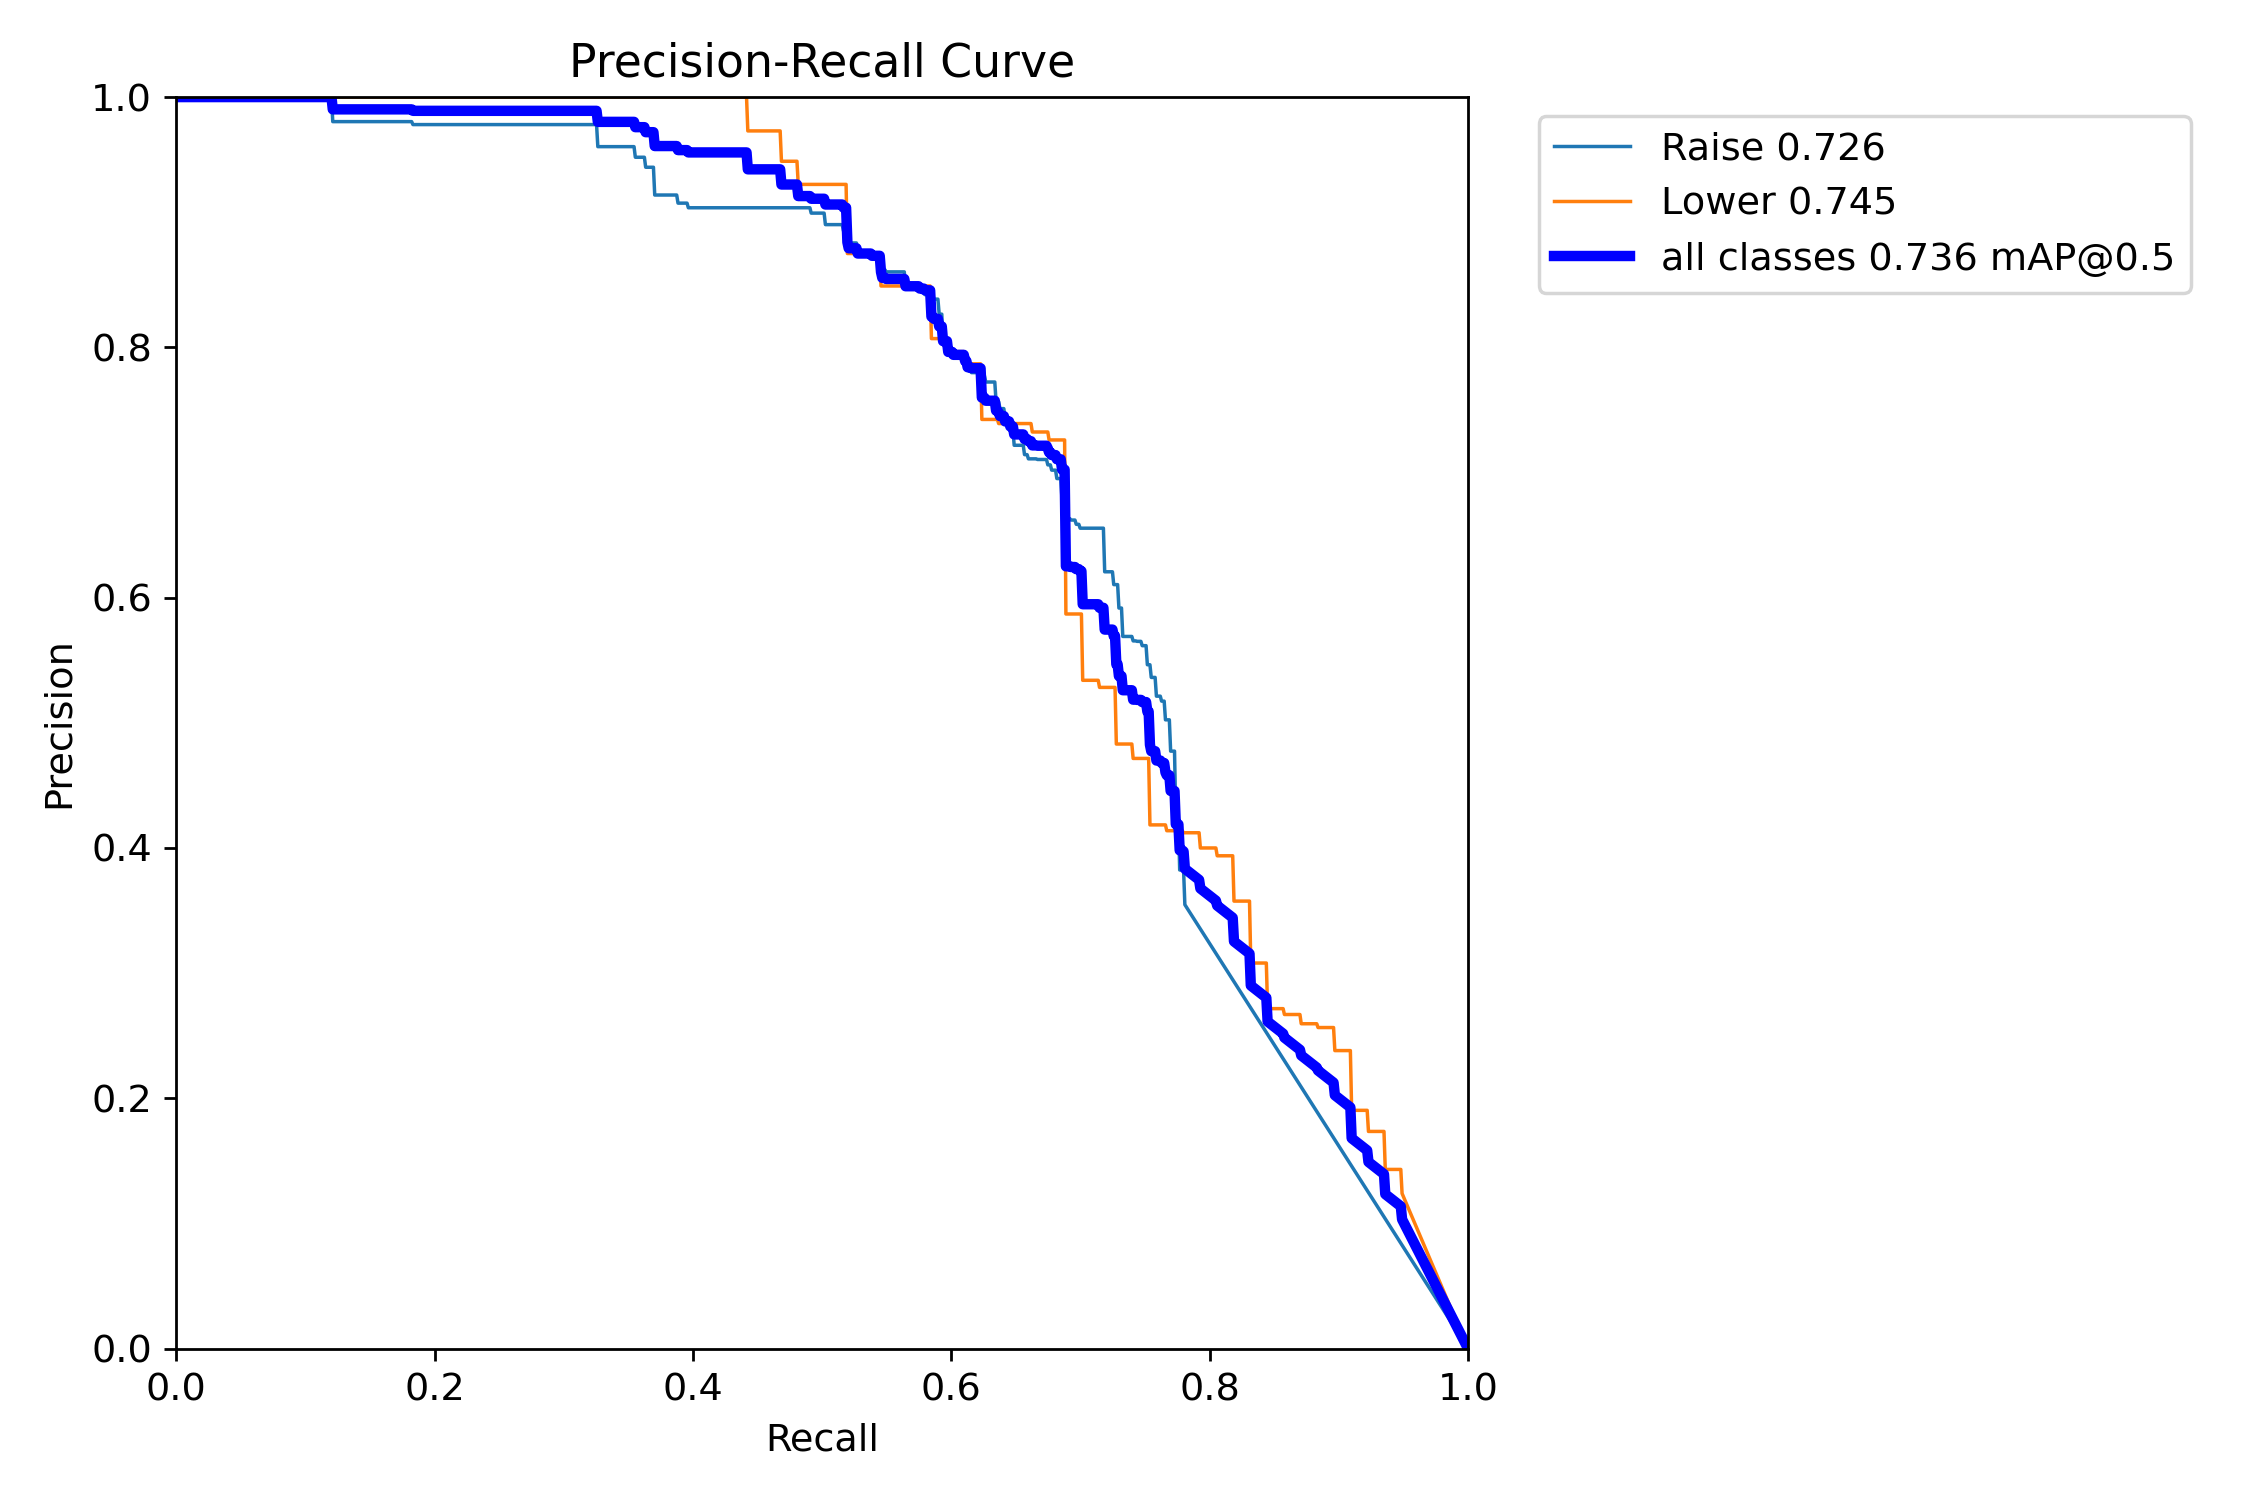 Precision-Recall Curve
Raise 0.726
Lower 0.745
all classes 0.736 mAP@0.5
Precision
1.0
0.8
0.6
0.4
0.2
0.0
0.0 0.2 0.4 0.6 0.8 1.0
Recall